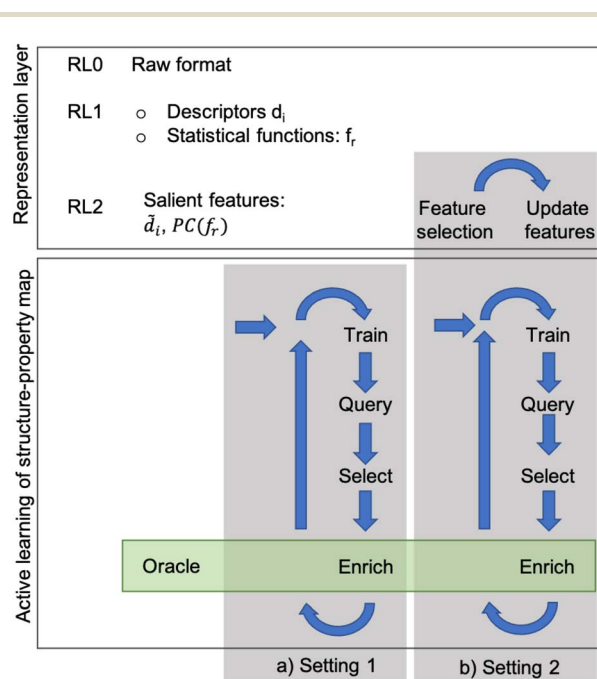 Representation layer
RL0 Raw format
RL1 o Descriptors dᵢ
o Statistical functions: fᵣ
RL2 Salient features:
d̃ᵢ, PC(fᵣ)
Feature selection
Update features
Active learning of structure-property map
Train
Query
Select
Oracle Enrich
a) Setting 1
Train
Query
Select
Enrich
b) Setting 2